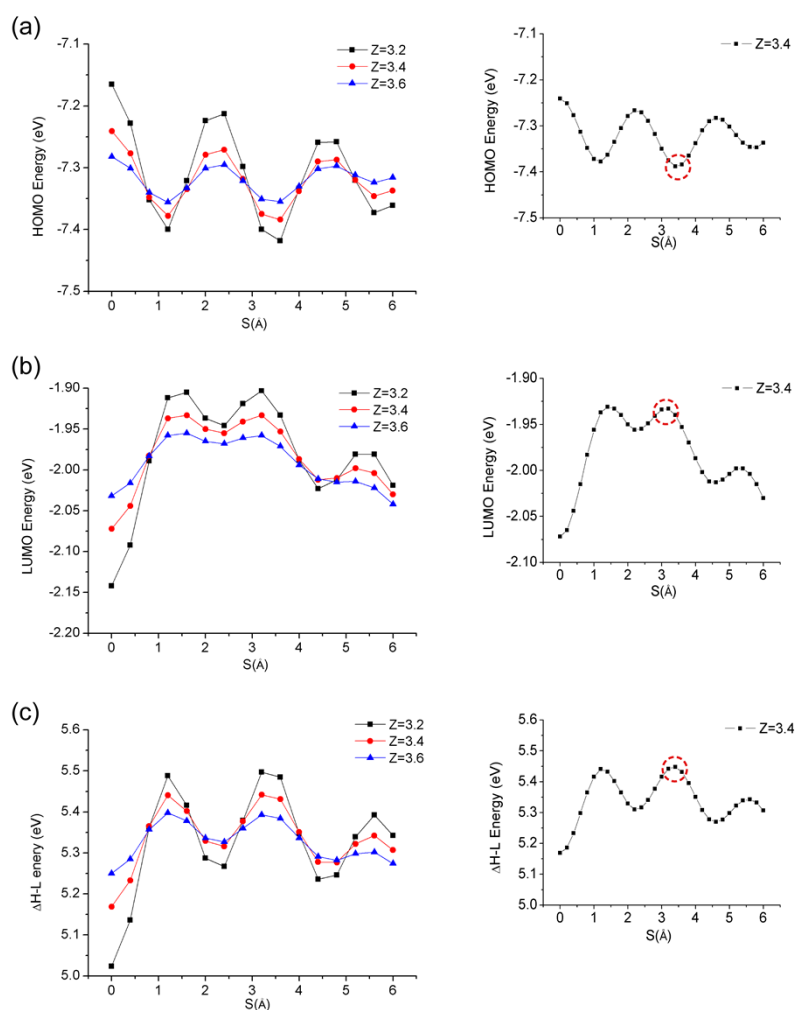 (a)
-7.1
-7.2
-7.3
-7.4
-7.5
HOMO Energy (eV)
Z=3.2
Z=3.4
Z=3.6
0 1 2 3 4 5 6
S(Å)
-7.1
-7.2
-7.3
-7.4
-7.5
HOMO Energy (eV)
Z=3.4
0 1 2 3 4 5 6
S(Å)
(b)
-1.90
-1.95
-2.00
-2.05
-2.10
-2.15
-2.20
LUMO Energy (eV)
Z=3.2
Z=3.4
Z=3.6
0 1 2 3 4 5 6
S(Å)
-1.90
-1.95
-2.00
-2.05
-2.10
LUMO Energy (eV)
Z=3.4
0 1 2 3 4 5 6
S(Å)
(c)
5.6
5.5
5.4
5.3
5.2
5.1
5.0
ΔH-L enery (eV)
Z=3.2
Z=3.4
Z=3.6
0 1 2 3 4 5 6
S(Å)
5.6
5.5
5.4
5.3
5.2
5.1
5.0
ΔH-L Energy (eV)
Z=3.4
0 1 2 3 4 5 6
S(Å)